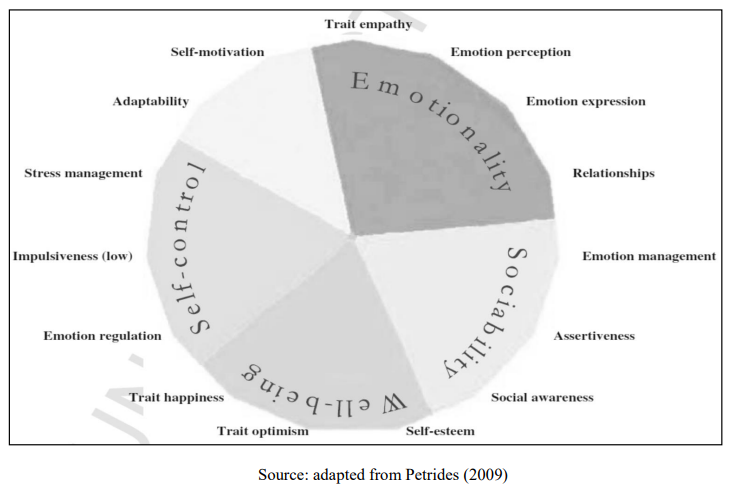 Trait empathy
Self-motivation
Emotion perception
Adaptability
Emotion expression
Emotionality
Stress management
Relationships
Self-control
Impulsiveness (low)
Emotion management
Sociability
Emotion regulation
Assertiveness
Well-being
Trait happiness
Social awareness
Trait optimism
Self-esteem
Source: adapted from Petrides (2009)